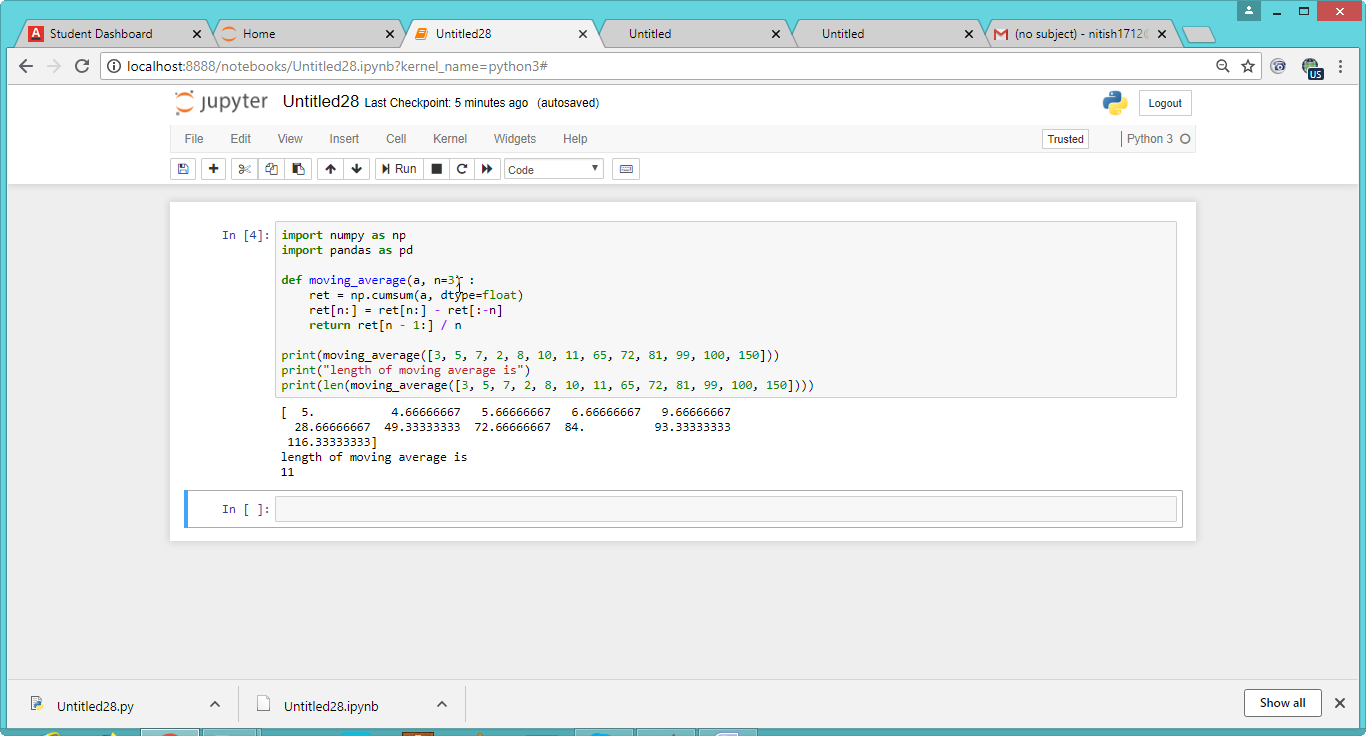 Student Dashboard
Home
Untitled28
Untitled
Untitled
(no subject) - nitish1712
localhost:8888/notebooks/Untitled28.ipynb?kernel_name=python3#
US
jupyter Untitled28 Last Checkpoint: 5 minutes ago (autosaved)
Logout
File Edit View Insert Cell Kernel Widgets Help
Trusted
Python 3
Run
Code
In [4]:
import numpy as np
import pandas as pd
def moving_average(a, n=3) :
    ret = np.cumsum(a, dtype=float)
    ret[n:] = ret[n:] - ret[:-n]
    return ret[n - 1:] / n
print(moving_average([3, 5, 7, 2, 8, 10, 11, 65, 72, 81, 99, 100, 150]))
print("length of moving average is")
print(len(moving_average([3, 5, 7, 2, 8, 10, 11, 65, 72, 81, 99, 100, 150])))
[  5.           4.66666667   5.66666667   6.66666667   9.66666667
  28.66666667  49.33333333  72.66666667  84.          93.33333333
 116.33333333]
length of moving average is
11
In [ ]:
Untitled28.py
Untitled28.ipynb
Show all